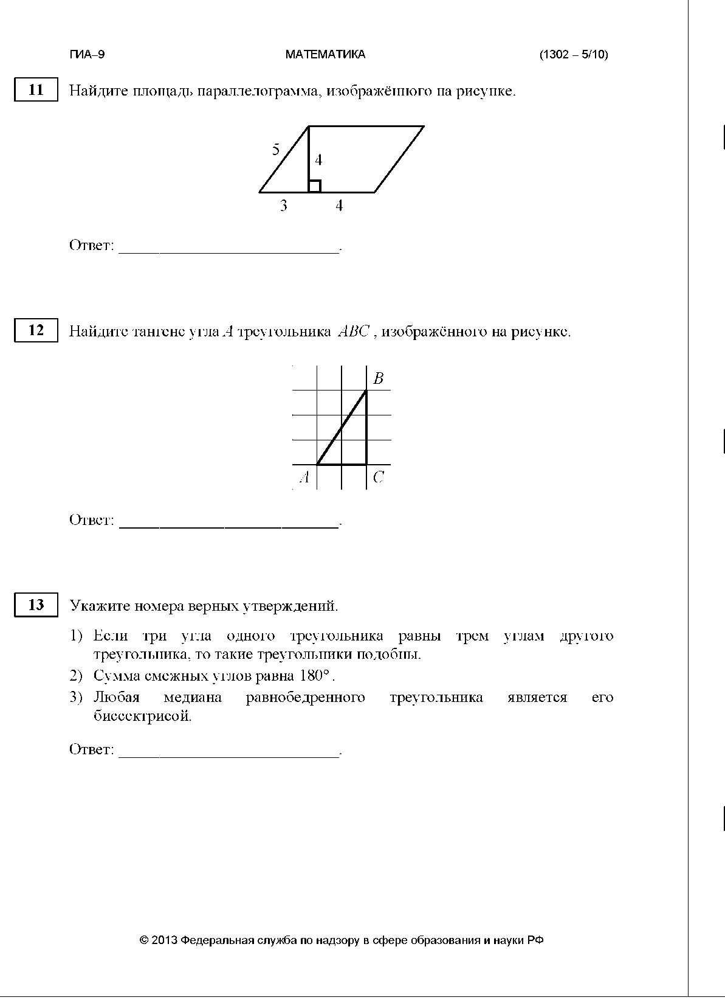 ГИА–9 МАТЕМАТИКА (1302 – 5/10)
11 Найдите площадь параллелограмма, изображённого на рисунке.
5
4
3 4
Ответ: ___________________________.
12 Найдите тангенс угла A треугольника ABC , изображённого на рисунке.
B
A C
Ответ: ___________________________.
13 Укажите номера верных утверждений.
1) Если три угла одного треугольника равны трем углам другого
треугольника, то такие треугольники подобны.
2) Сумма смежных углов равна 180° .
3) Любая медиана равнобедренного треугольника является его
биссектрисой.
Ответ: ___________________________.
© 2013 Федеральная служба по надзору в сфере образования и науки РФ